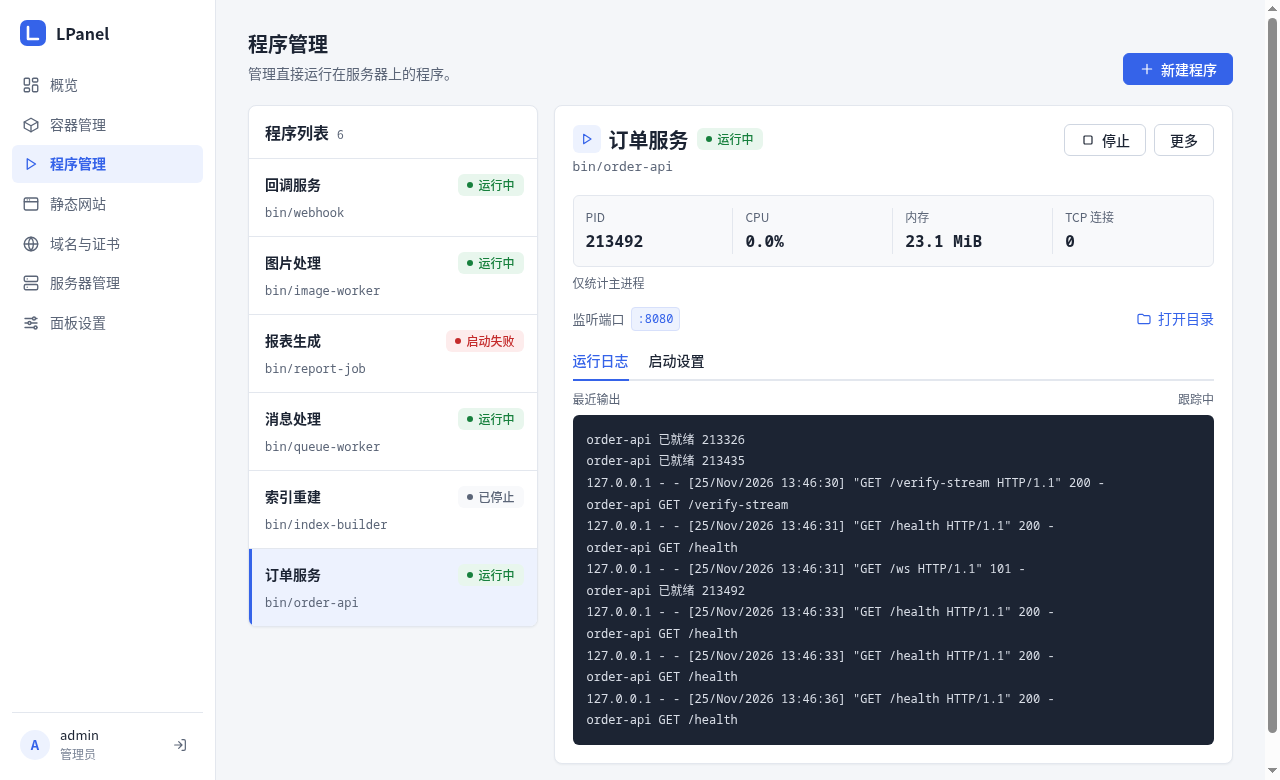 LPanel
概览
容器管理
程序管理
静态网站
域名与证书
服务器管理
面板设置
A
admin
管理员
程序管理
管理直接运行在服务器上的程序。
新建程序
程序列表 6
回调服务 运行中
bin/webhook
图片处理 运行中
bin/image-worker
报表生成 启动失败
bin/report-job
消息处理 运行中
bin/queue-worker
索引重建 已停止
bin/index-builder
订单服务 运行中
bin/order-api
订单服务 运行中
停止 更多
bin/order-api
PID CPU 内存 TCP 连接
213492 0.0% 23.1 MiB 0
仅统计主进程
监听端口 :8080 打开目录
运行日志 启动设置
最近输出 跟踪中
order-api 已就绪 213326
order-api 已就绪 213435
127.0.0.1 - - [25/Nov/2026 13:46:30] "GET /verify-stream HTTP/1.1" 200 -
order-api GET /verify-stream
127.0.0.1 - - [25/Nov/2026 13:46:31] "GET /health HTTP/1.1" 200 -
order-api GET /health
127.0.0.1 - - [25/Nov/2026 13:46:31] "GET /ws HTTP/1.1" 101 -
order-api 已就绪 213492
127.0.0.1 - - [25/Nov/2026 13:46:33] "GET /health HTTP/1.1" 200 -
order-api GET /health
127.0.0.1 - - [25/Nov/2026 13:46:33] "GET /health HTTP/1.1" 200 -
order-api GET /health
127.0.0.1 - - [25/Nov/2026 13:46:36] "GET /health HTTP/1.1" 200 -
order-api GET /health